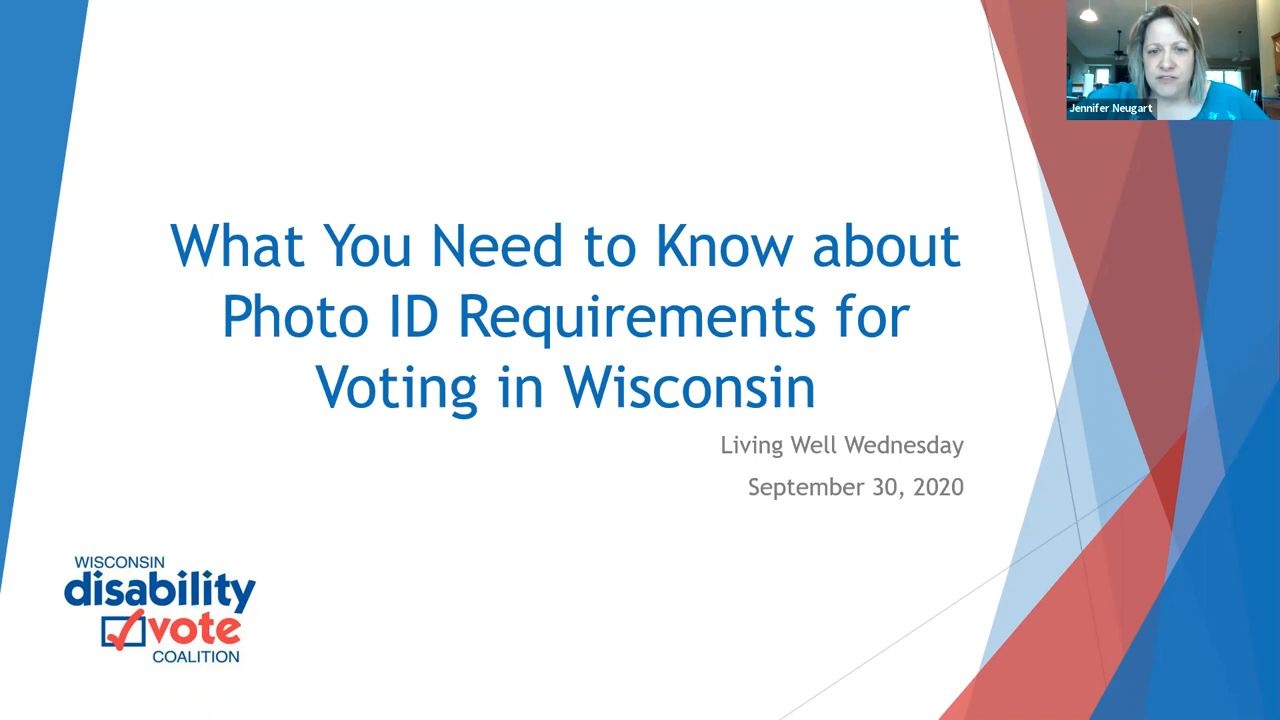 Jennifer Neugart
What You Need to Know about
Photo ID Requirements for
Voting in Wisconsin
Living Well Wednesday
September 30, 2020
WISCONSIN
disability
vote
COALITION